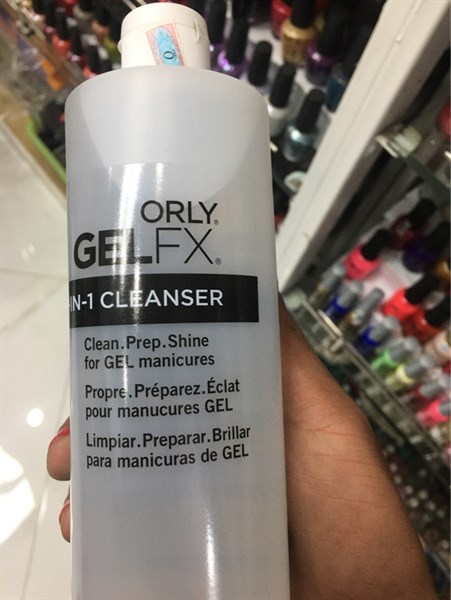 ORLY®
GELFX®
-IN-1 CLEANSER
Clean.Prep.Shine
for GEL manicures
Propre.Préparez.Éclat
pour manucures GEL
Limpiar.Preparar.Brillar
para manicuras de GEL